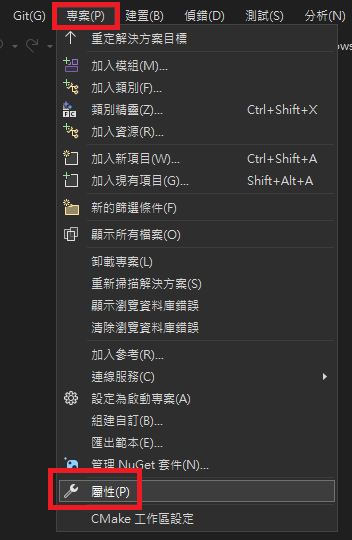 Git(G) 專案(P) 建置(B) 偵錯(D) 測試(S) 分析(N)
重定解決方案目標
加入模組(M)...
加入類別(F)...
類別精靈(Z)... Ctrl+Shift+X
加入資源(R)...
加入新項目(W)... Ctrl+Shift+A
加入現有項目(G)... Shift+Alt+A
新的篩選條件(F)
顯示所有檔案(O)
卸載專案(L)
重新掃描解決方案(S)
顯示瀏覽資料庫錯誤
清除瀏覽資料庫錯誤
加入參考(R)...
連線服務(C)
設定為啟動專案(A)
組建自訂(B)...
匯出範本(E)...
管理 NuGet 套件(N)...
屬性(P)
CMake 工作區設定